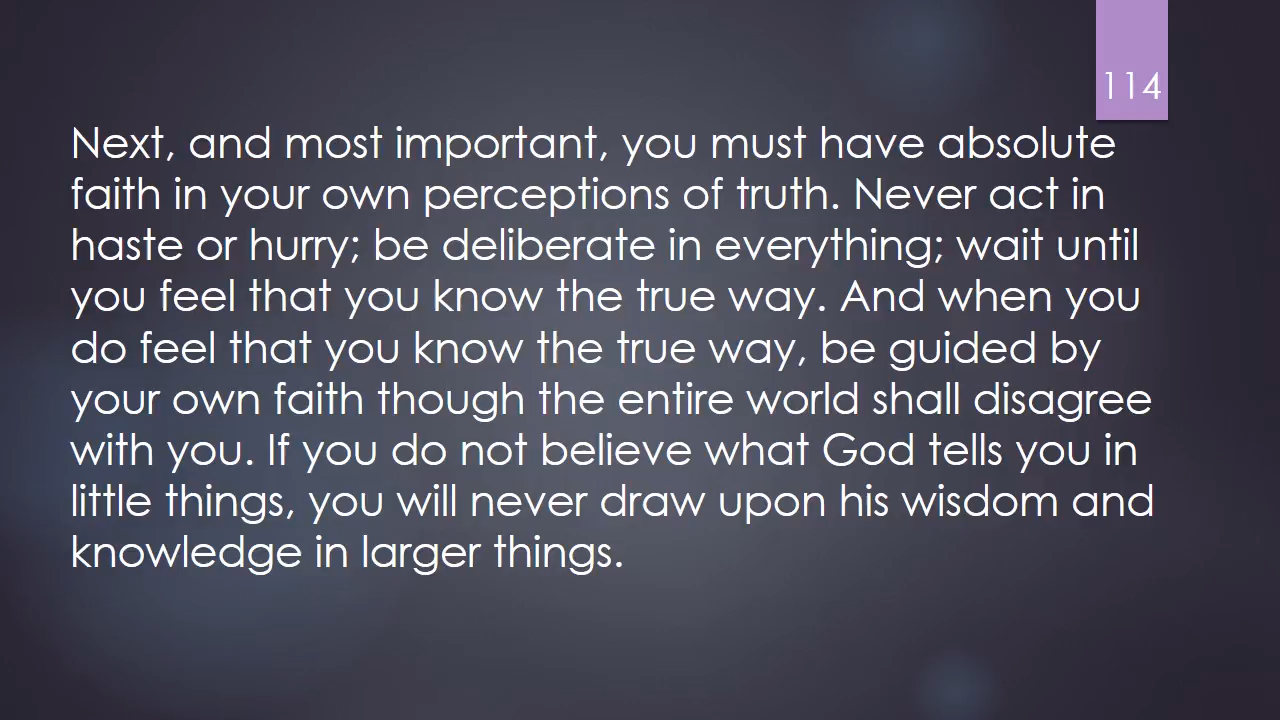 114
Next, and most important, you must have absolute
faith in your own perceptions of truth. Never act in
haste or hurry; be deliberate in everything; wait until
you feel that you know the true way. And when you
do feel that you know the true way, be guided by
your own faith though the entire world shall disagree
with you. If you do not believe what God tells you in
little things, you will never draw upon his wisdom and
knowledge in larger things.